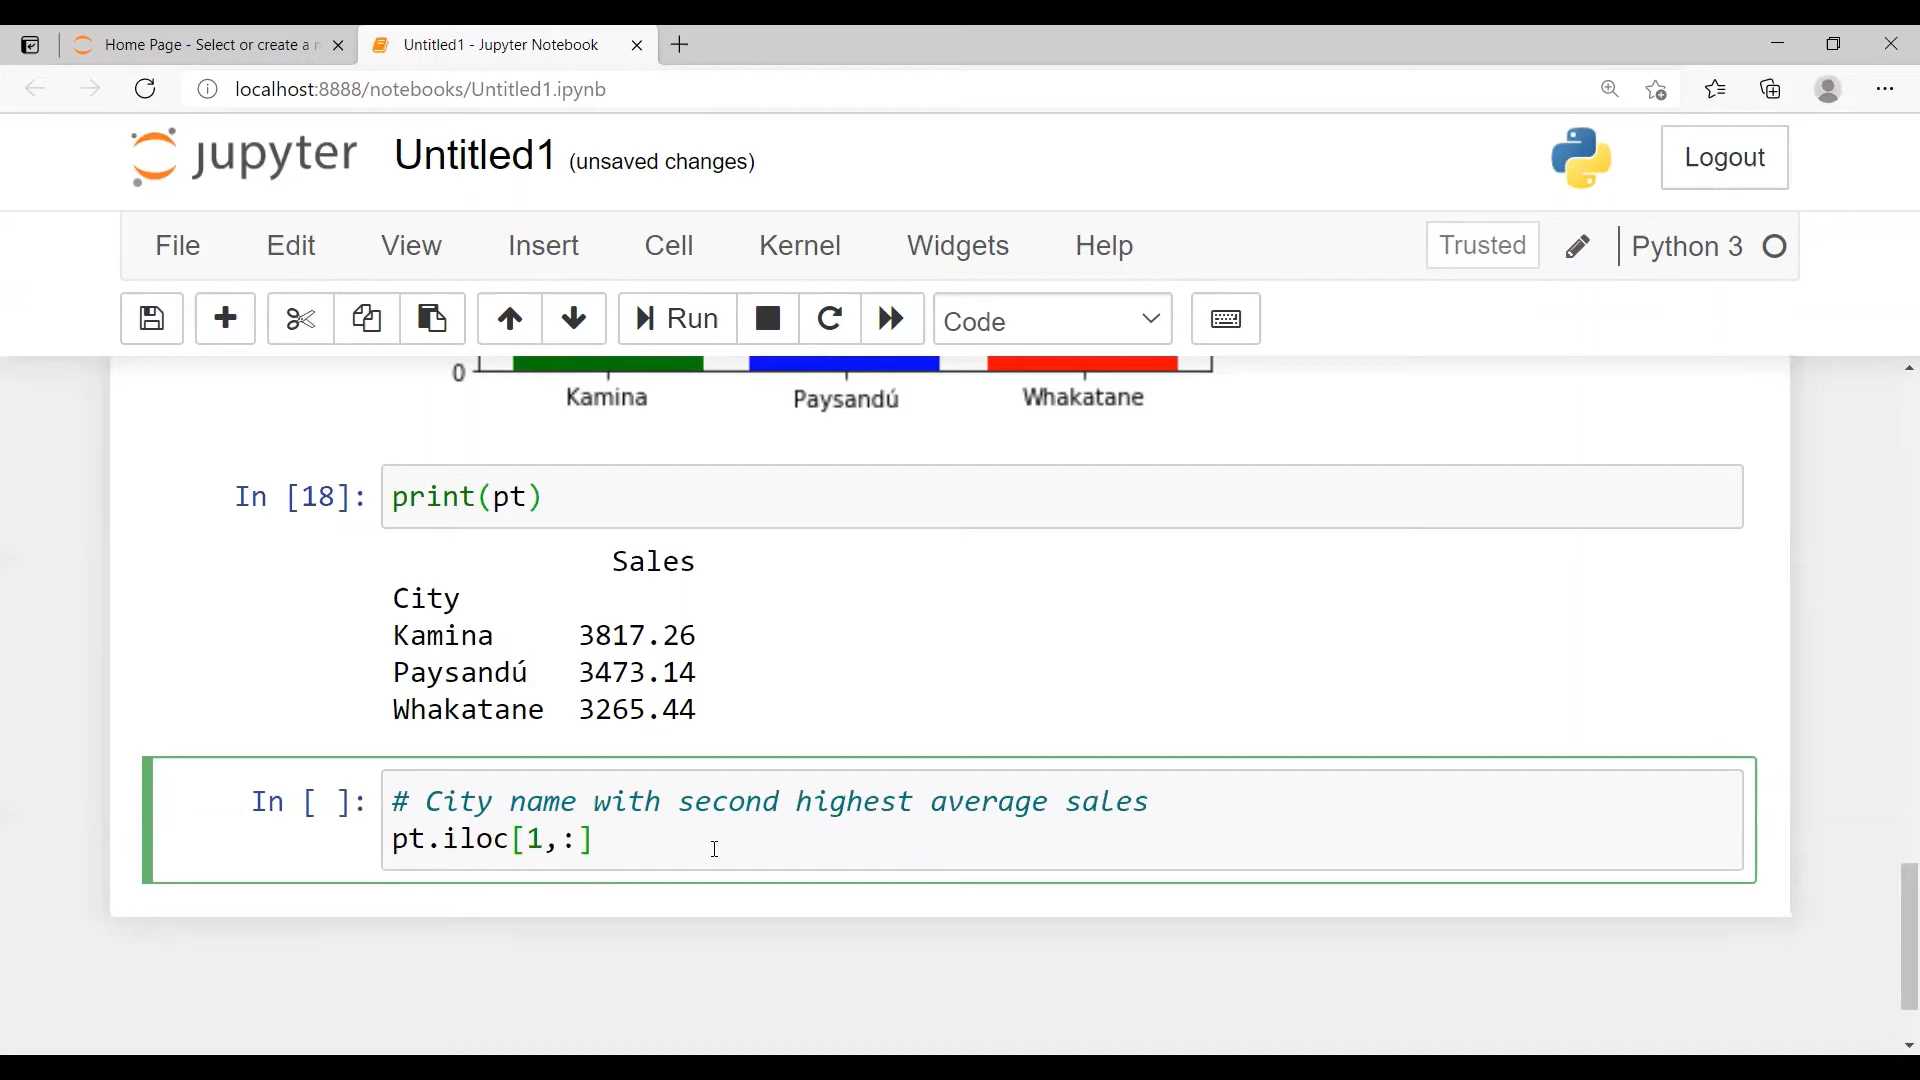 Home Page - Select or create a n
Untitled1 - Jupyter Notebook
localhost:8888/notebooks/Untitled1.ipynb
jupyter Untitled1 (unsaved changes)
Logout
File Edit View Insert Cell Kernel Widgets Help
Trusted
Python 3
Run
Code
0
Kamina Paysandú Whakatane
In [18]: print(pt)
Sales
City
Kamina 3817.26
Paysandú 3473.14
Whakatane 3265.44
In [ ]: # City name with second highest average sales
pt.iloc[1,:]